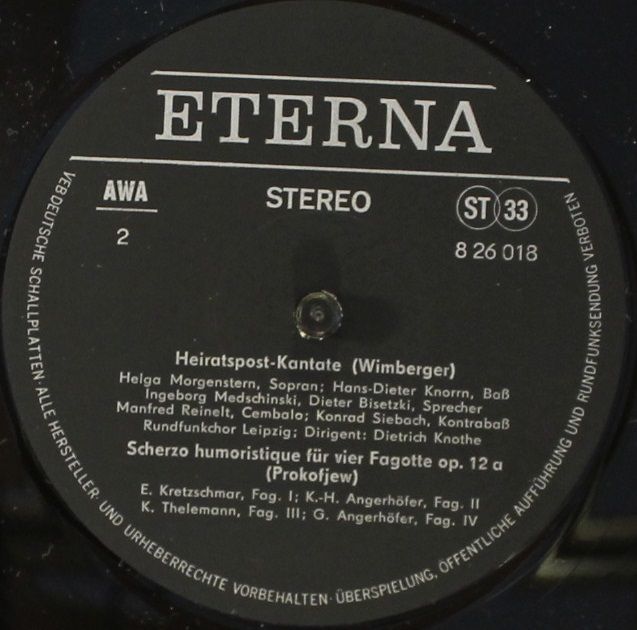 ETERNA
AWA
STEREO
ST 33
2
8 26 018
Heiratspost-Kantate (Wimberger)
Helga Morgenstern, Sopran; Hans-Dieter Knorrn, Baß
Ingeborg Medschinski, Dieter Bisetzki, Sprecher
Manfred Reinelt, Cembalo; Konrad Siebach, Kontrabaß
Rundfunkchor Leipzig; Dirigent: Dietrich Knothe
Scherzo humoristique für vier Fagotte op. 12 a
(Prokofjew)
E. Kretzschmar, Fag. I; K.-H. Angerhöfer, Fag. II
K. Thelemann, Fag. III; G. Angerhöfer, Fag. IV
VEB DEUTSCHE SCHALLPLATTEN · ALLE HERSTELLER- UND URHEBERRECHTE VORBEHALTEN · ÜBERSPIELUNG, ÖFFENTLICHE AUFFÜHRUNG UND RUNDFUNKSENDUNG VERBOTEN